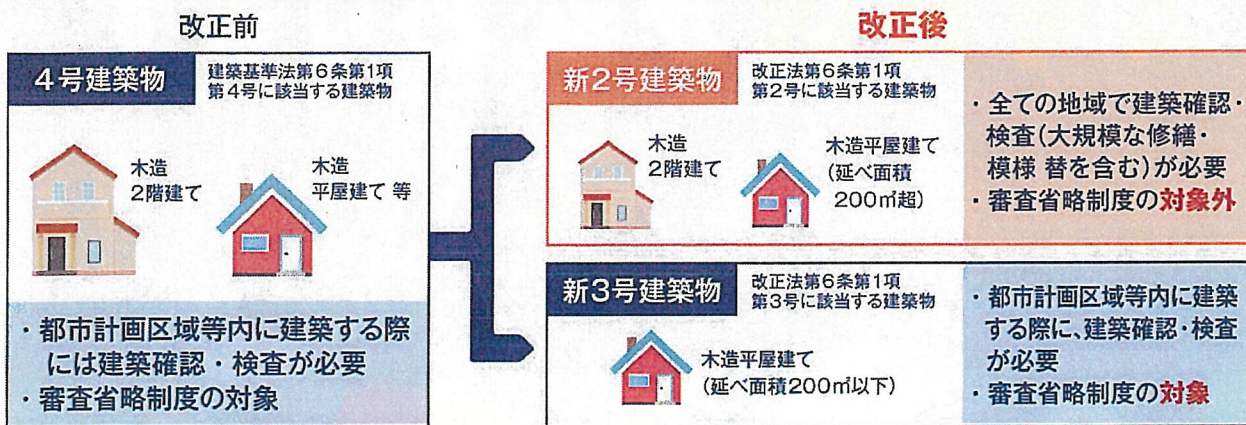 改正前
4号建築物
建築基準法第6条第1項
第4号に該当する建築物
木造
2階建て
木造
平屋建て 等
・都市計画区域等内に建築する際
には建築確認・検査が必要
・審査省略制度の対象
改正後
新2号建築物
改正法第6条第1項
第2号に該当する建築物
木造
2階建て
木造平屋建て
(延べ面積
200㎡超)
・全ての地域で建築確認・
検査(大規模な修繕・
模様 替を含む)が必要
・審査省略制度の対象外
新3号建築物
改正法第6条第1項
第3号に該当する建築物
木造平屋建て
(延べ面積200㎡以下)
・都市計画区域等内に建築
する際に、建築確認・検査
が必要
・審査省略制度の対象